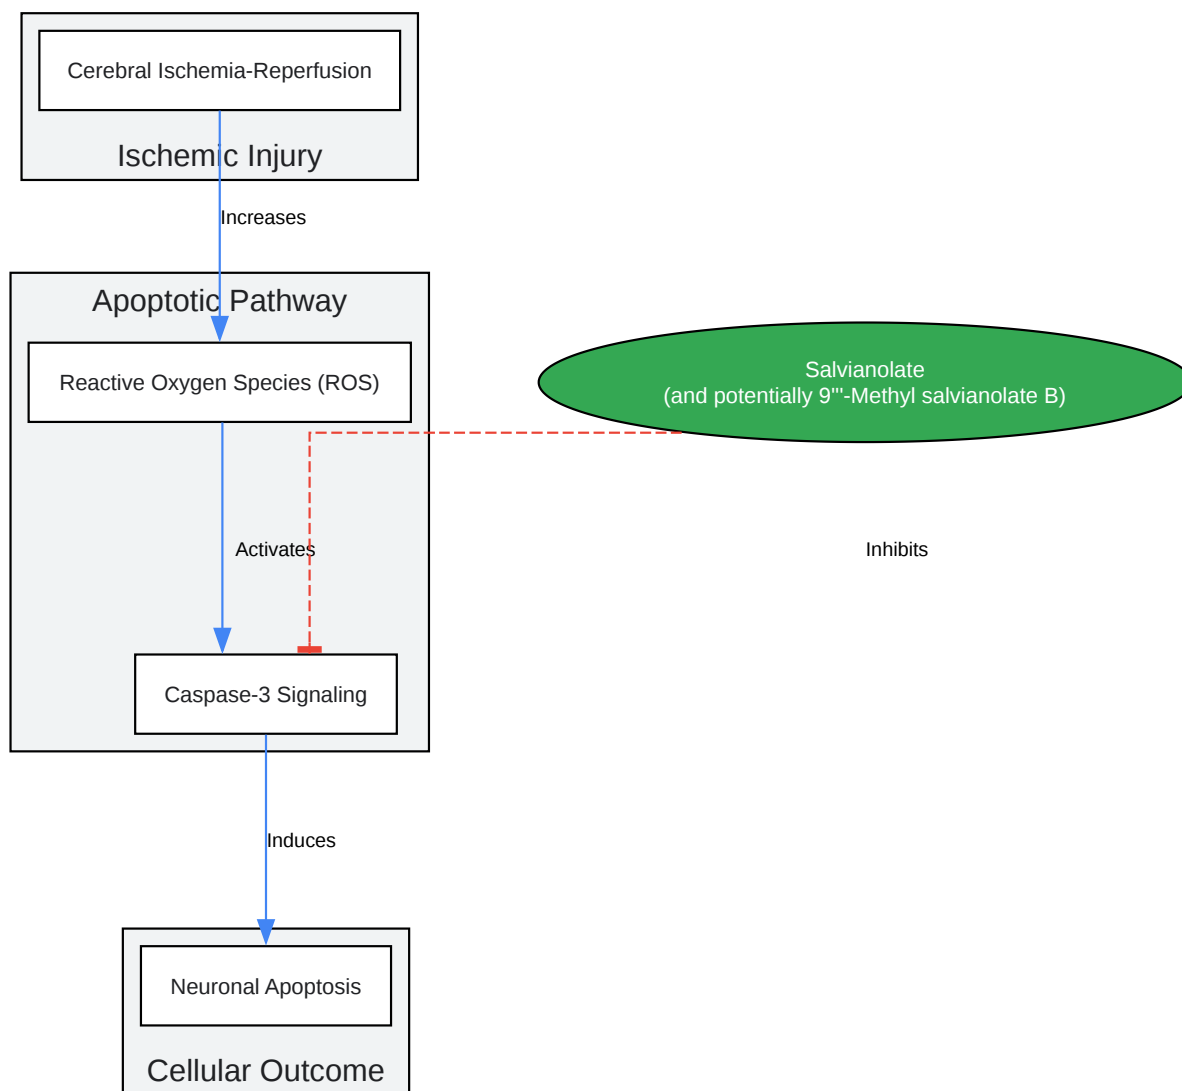 Cerebral Ischemia-Reperfusion
Ischemic Injury
Increases
Apoptotic Pathway
Reactive Oxygen Species (ROS)
Salvianolate
(and potentially 9'''-Methyl salvianolate B)
Activates
Inhibits
Caspase-3 Signaling
Induces
Neuronal Apoptosis
Cellular Outcome